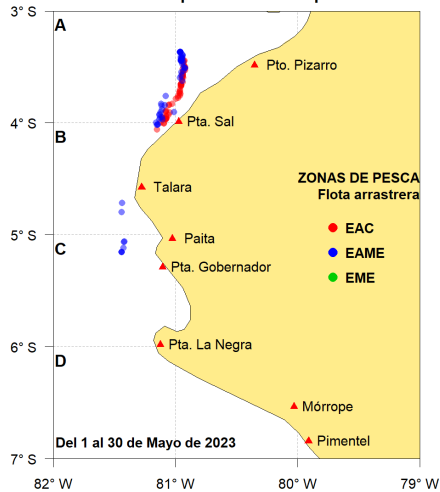 3° S
A
Pto. Pizarro
4° S
Pta. Sal
B
ZONAS DE PESCA
Flota arrastrera
Talara
EAC
5° S
Paita
EAME
C
Pta. Gobernador
EME
6° S
Pta. La Negra
D
Mórrope
Del 1 al 30 de Mayo de 2023
Pimentel
7° S
82° W
81° W
80° W
79° W